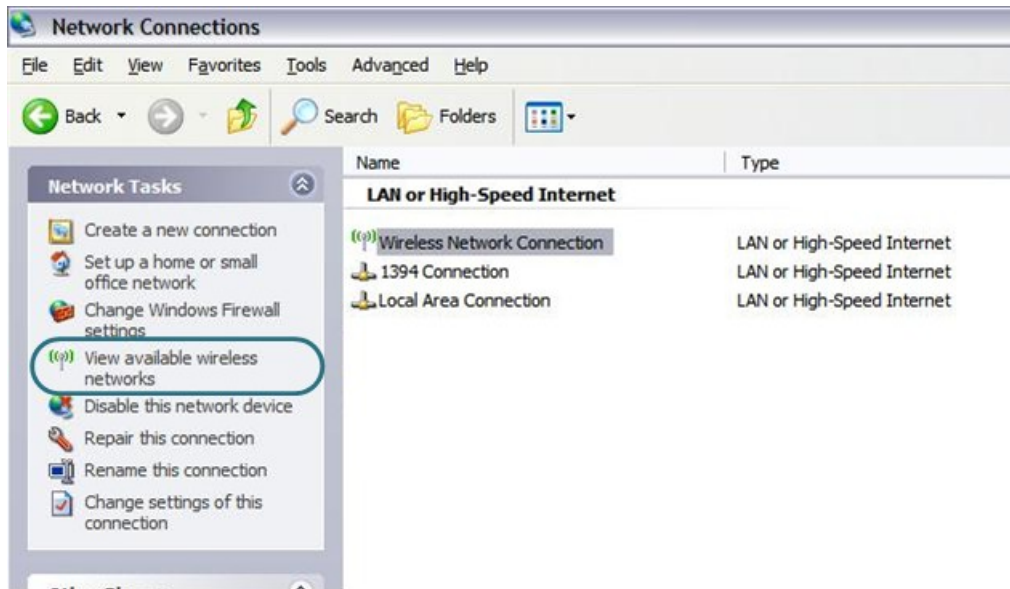 Network Connections
File Edit View Favorites Tools Advanced Help
Back Search Folders
Name Type
Network Tasks
LAN or High-Speed Internet
Create a new connection
Set up a home or small
office network
Change Windows Firewall
settings
View available wireless
networks
Disable this network device
Repair this connection
Rename this connection
Change settings of this
connection
Wireless Network Connection LAN or High-Speed Internet
1394 Connection LAN or High-Speed Internet
Local Area Connection LAN or High-Speed Internet